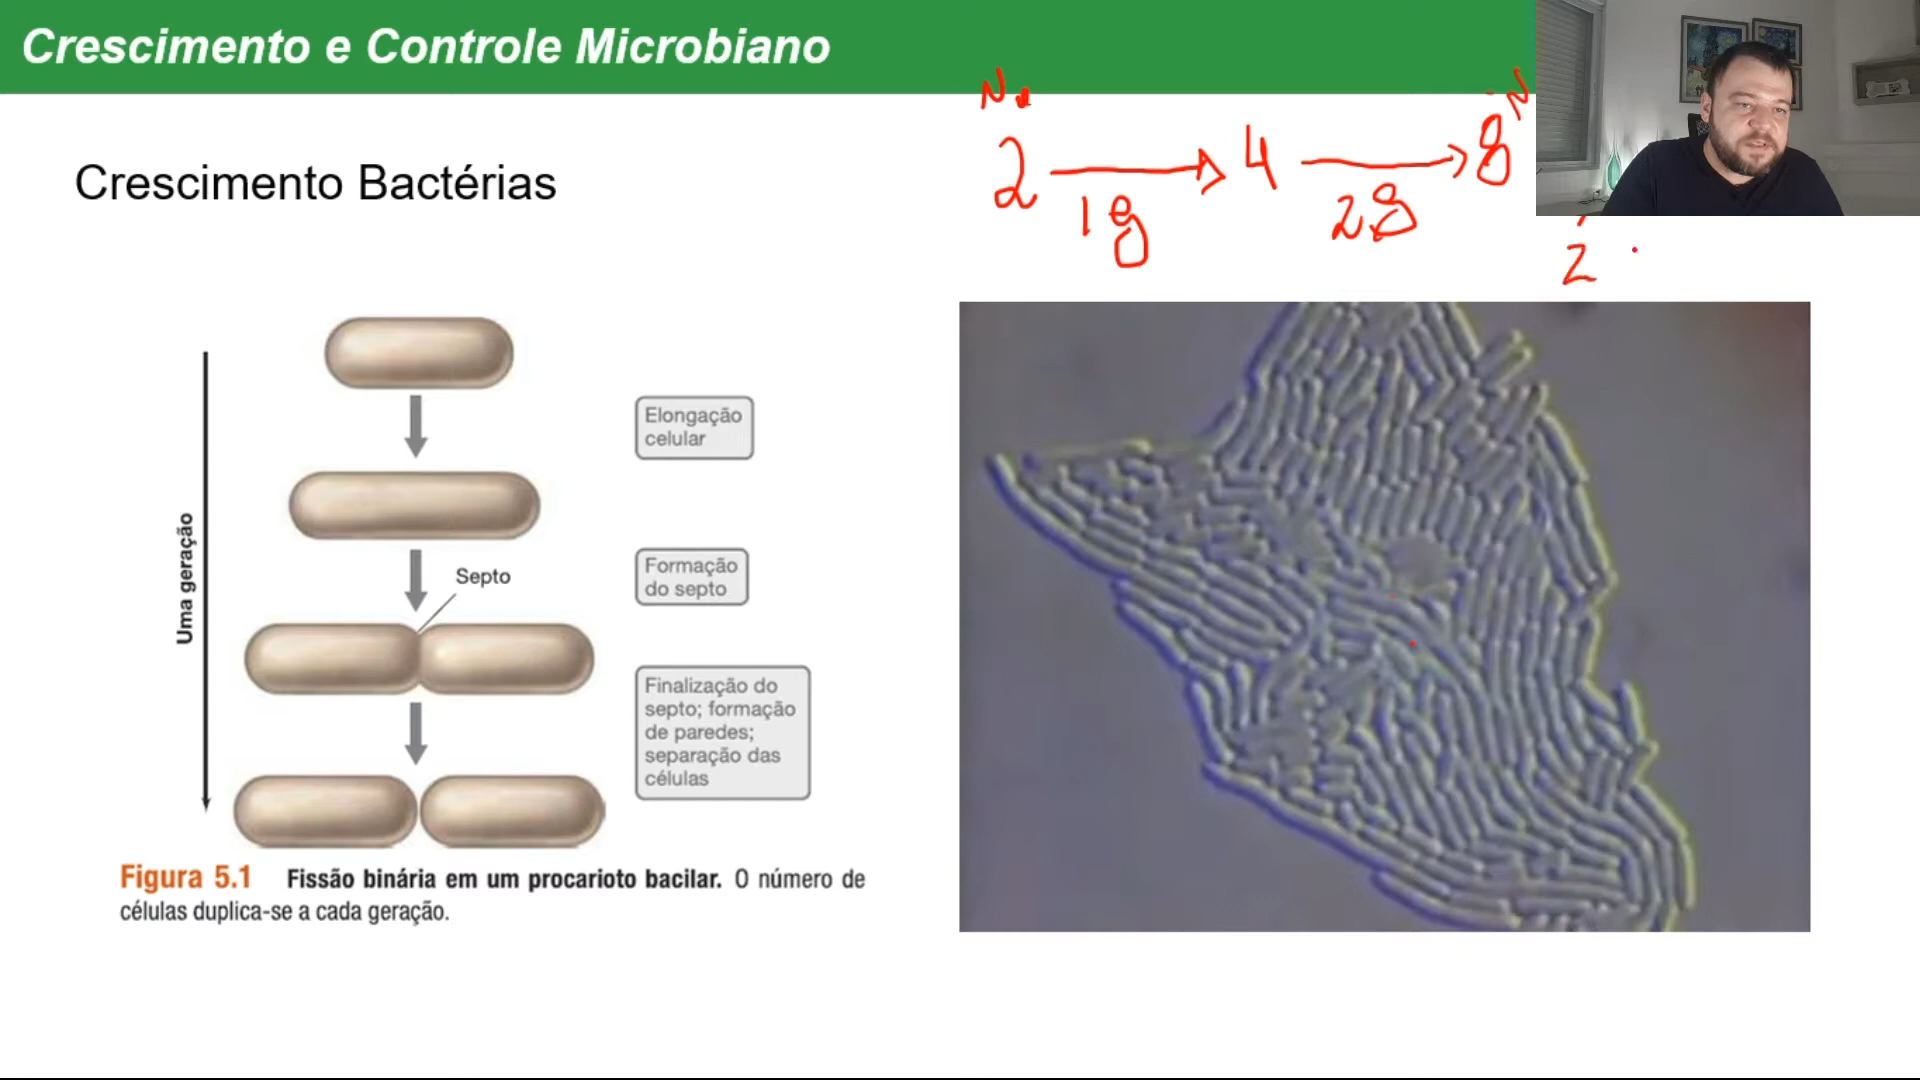 Crescimento e Controle Microbiano
N.
N
2 → 4 → 8
1g
2g
2
Crescimento Bactérias
Elongação
celular
Formação
do septo
Septo
Uma geração
Finalização do
septo; formação
de paredes;
separação das
células
Figura 5.1 Fissão binária em um procarioto bacilar. O número de
células duplica-se a cada geração.